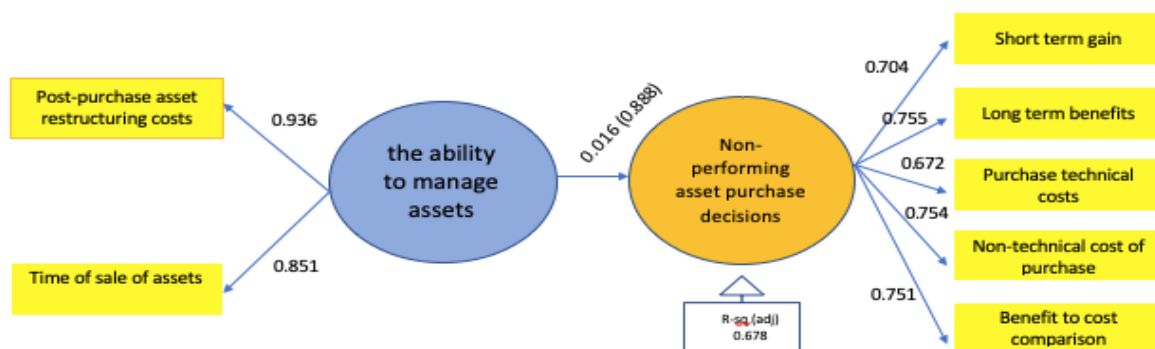 Post-purchase asset
restructuring costs
0.936
the ability
to manage
assets
0.851
Time of sale of assets
0.016 (0.888)
Non-
performing
asset purchase
decisions
R-sq (adj)
0.678
0.704
Short term gain
0.755
Long term benefits
0.672
Purchase technical
costs
0.754
Non-technical cost of
purchase
0.751
Benefit to cost
comparison